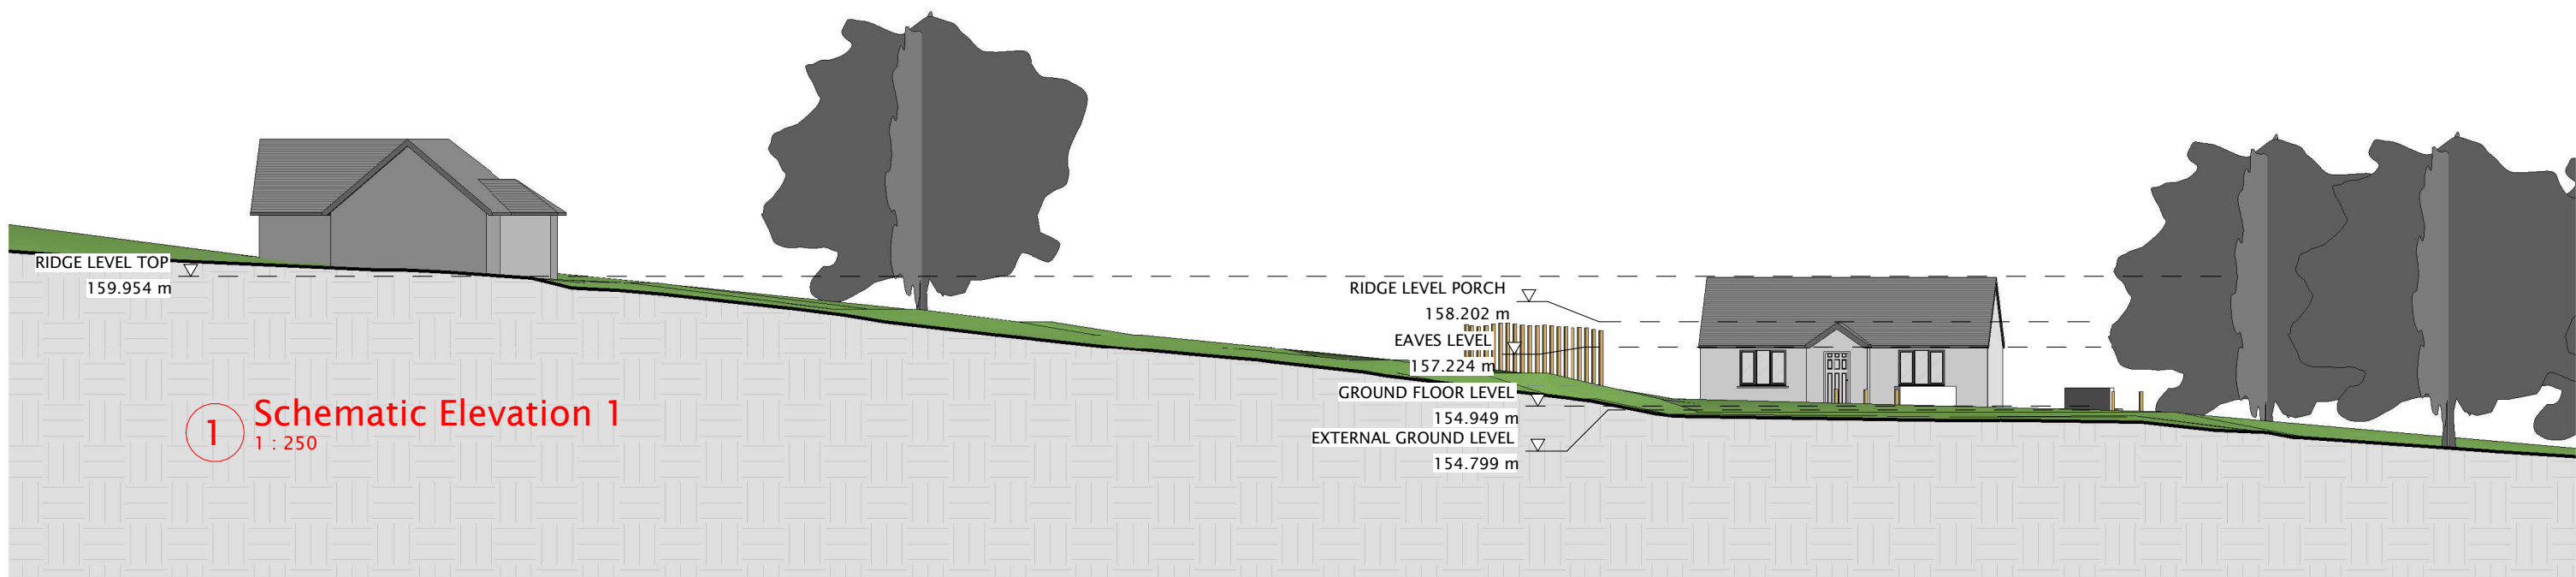 RIDGE LEVEL TOP
159.954 m
RIDGE LEVEL PORCH
158.202 m
EAVES LEVEL
157.224 m
GROUND FLOOR LEVEL
154.949 m
EXTERNAL GROUND LEVEL
154.799 m
1
Schematic Elevation 1
1 : 250